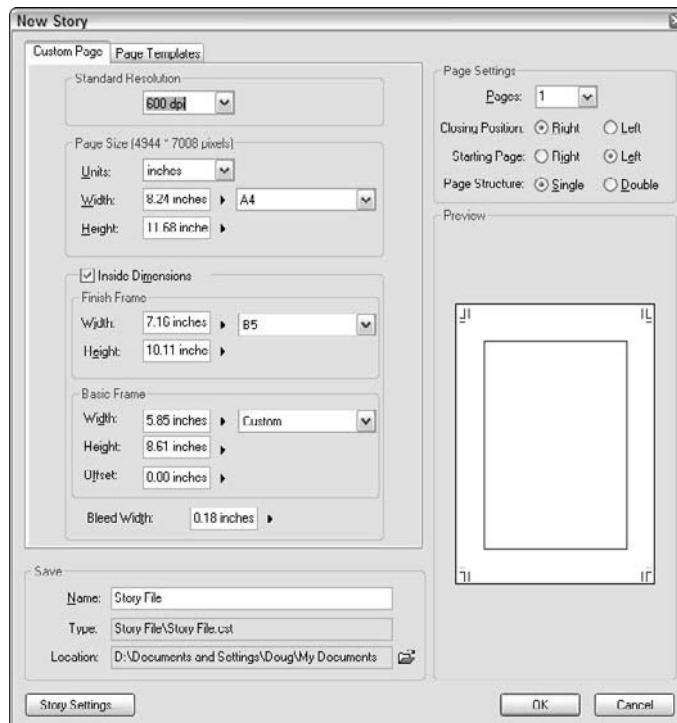 New Story
Custom Page Page Templates
Standard Resolution
600 dpi
Page Size (4944 * 7008 pixels)
Units: inches
Width: 8.24 inches A4
Height: 11.68 inche
Inside Dimensions
Finish Frame
Width: 7.16 inches B5
Height: 10.11 inche
Basic Frame
Width: 5.85 inches Custom
Height: 8.61 inches
Offset: 0.00 inches
Bleed Width: 0.18 inches
Page Settings
Pages: 1
Closing Position: Right Left
Starting Page: Right Left
Page Structure: Single Double
Preview
Save
Name: Story File
Type: Story File\Story File.cst
Location: D:\Documents and Settings\Doug\My Documents
Story Settings...
OK Cancel